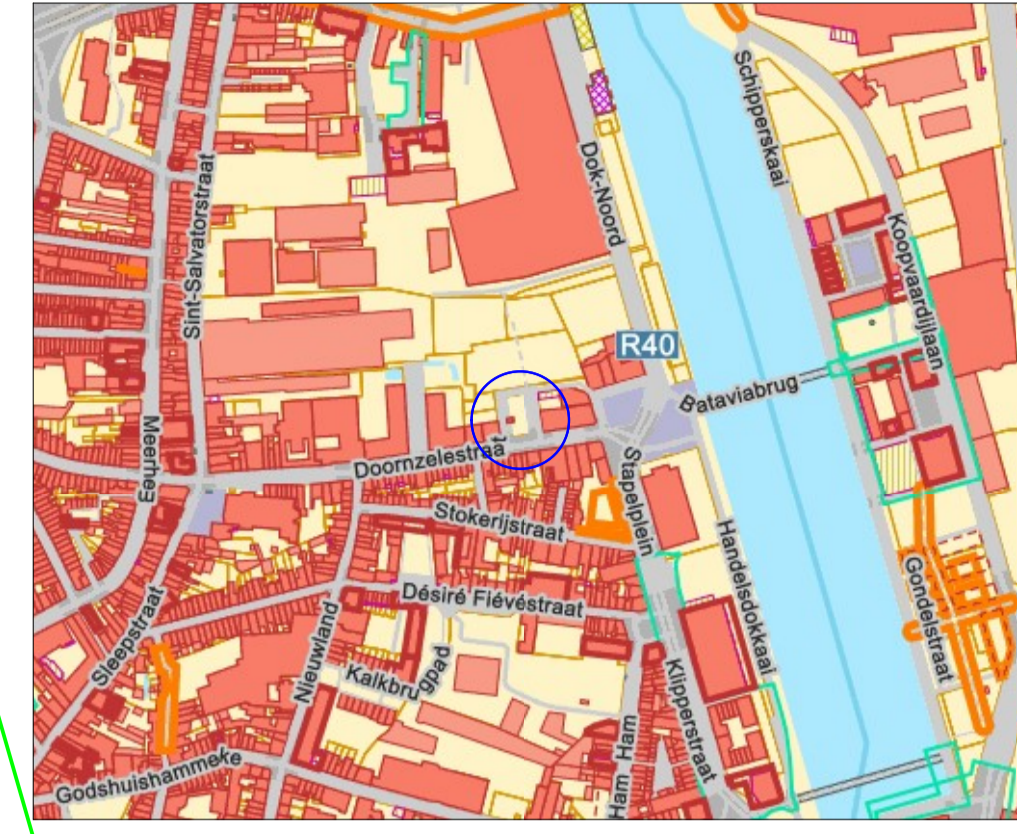 Schipperskaai
Dok-Noord
Sint-Salvatorstraat
Koopvaardijlaan
R40
Bataviabrug
Meerhem
Doornzelestraat
Stapelplein
Stokerijstraat
Handelsdokkaai
Gondelstraat
Désiré Fiévéstraat
Sleepstraat
Nieuwland
Kalkbrugpad
Klipperstraat
Ham
Ham
Godshuishammeke